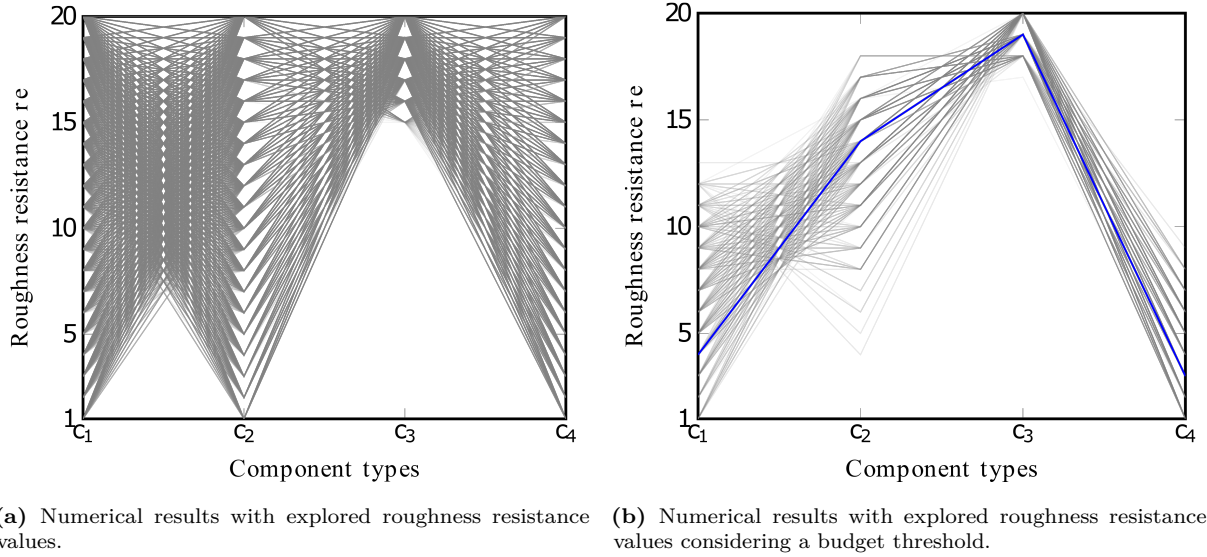 20
15
10
5
1
c1
c2
c3
c4
Roughness resistance re
Component types
(a) Numerical results with explored roughness resistance
values.
20
15
10
5
1
c1
c2
c3
c4
Roughness resistance re
Component types
(b) Numerical results with explored roughness resistance
values considering a budget threshold.